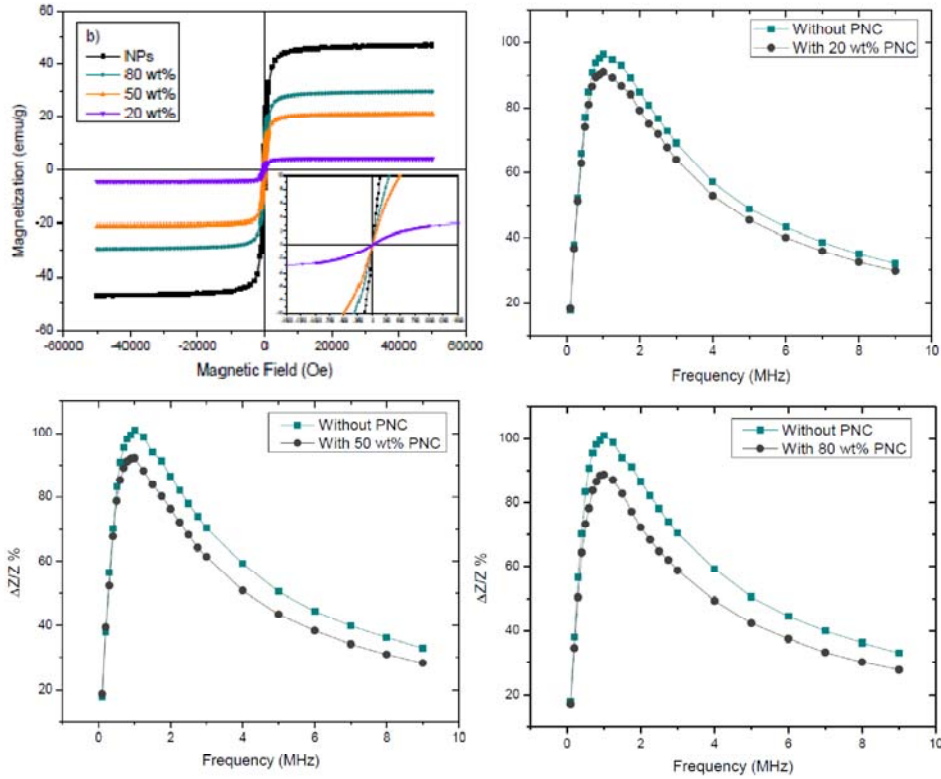 b)
INPs
80 wt%
50 wt%
20 wt%
Magnetization (emu/g)
60
40
20
0
-20
-40
-60
-60000 -40000 -20000 0 20000 40000 60000
Magnetic Field (Oe)
Without PNC
With 20 wt% PNC
100
80
60
40
20
0 2 4 6 8 10
Frequency (MHz)
Without PNC
With 50 wt% PNC
ΔZ/Z %
100
80
60
40
20
0 2 4 6 8 10
Frequency (MHz)
Without PNC
With 80 wt% PNC
ΔZ/Z %
100
80
60
40
20
0 2 4 6 8 10
Frequency (MHz)